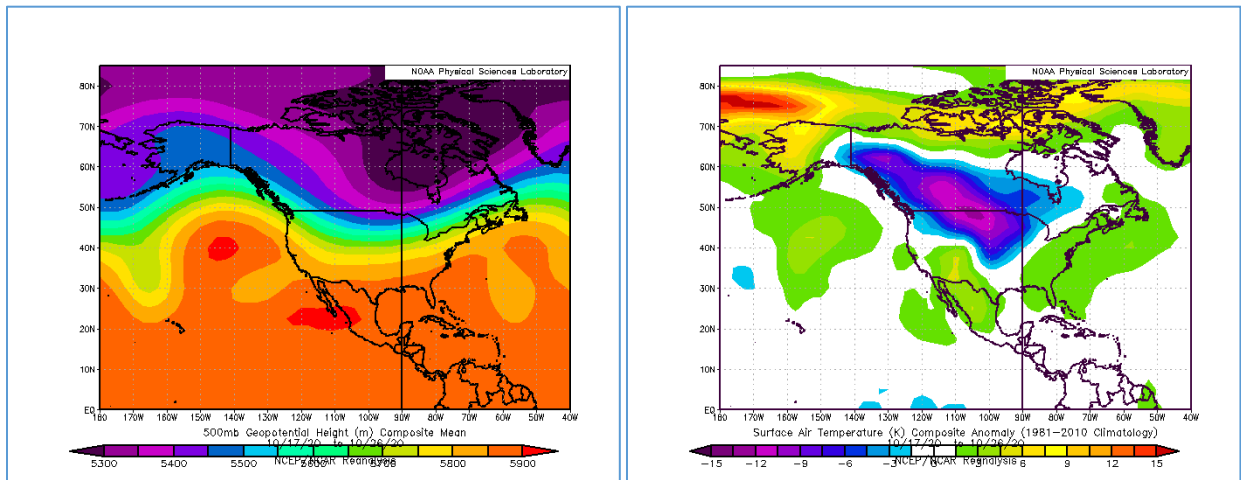 NOAA Physical Sciences Laboratory
80N
70N
60N
50N
40N
30N
20N
10N
EQ
180 170W 160W 150W 140W 130W 120W 110W 100W 90W 80W 70W 60W 50W 40W
500mb Geopotential Height (m) Composite Mean
10/17/20 to 10/26/20
5300 5400 5500 5600 5700 5800 5900
NCEP/NCAR Reanalysis
NOAA Physical Sciences Laboratory
80N
70N
60N
50N
40N
30N
20N
10N
EQ
180 170W 160W 150W 140W 130W 120W 110W 100W 90W 80W 70W 60W 50W 40W
Surface Air Temperature (K) Composite Anomaly (1981-2010 Climatology)
10/17/20 to 10/26/20
-15 -12 -9 -6 -3 0 3 6 9 12 15
NCEP/NCAR Reanalysis